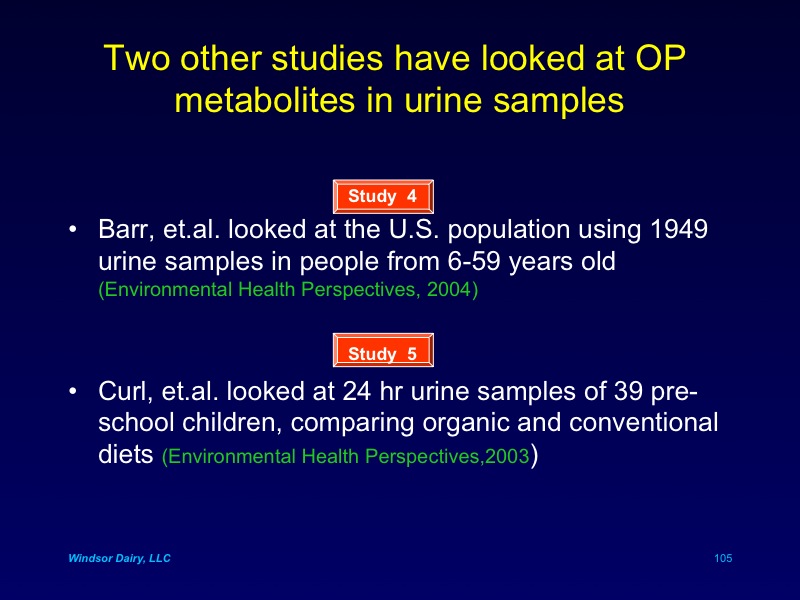 Two other studies have looked at OP
metabolites in urine samples
Study 4
• Barr, et.al. looked at the U.S. population using 1949
urine samples in people from 6-59 years old
(Environmental Health Perspectives, 2004)
Study 5
• Curl, et.al. looked at 24 hr urine samples of 39 pre-
school children, comparing organic and conventional
diets (Environmental Health Perspectives,2003)
Windsor Dairy, LLC
105